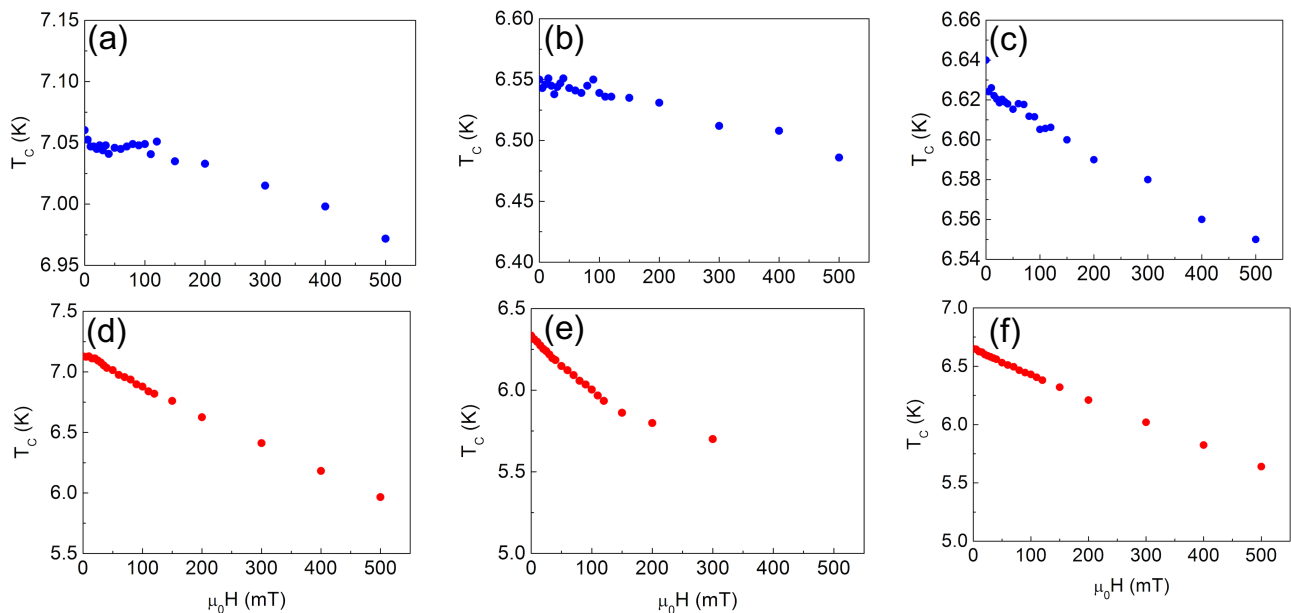 (a)
7.15
7.10
7.05
7.00
6.95
T_C (K)
0 100 200 300 400 500
(b)
6.60
6.55
6.50
6.45
6.40
T_C (K)
0 100 200 300 400 500
(c)
6.66
6.64
6.62
6.60
6.58
6.56
6.54
T_C (K)
0 100 200 300 400 500
(d)
7.5
7.0
6.5
6.0
5.5
T_C (K)
0 100 200 300 400 500
μ₀H (mT)
(e)
6.5
6.0
5.5
5.0
T_C (K)
0 100 200 300 400 500
μ₀H (mT)
(f)
7.0
6.5
6.0
5.5
5.0
T_C (K)
0 100 200 300 400 500
μ₀H (mT)